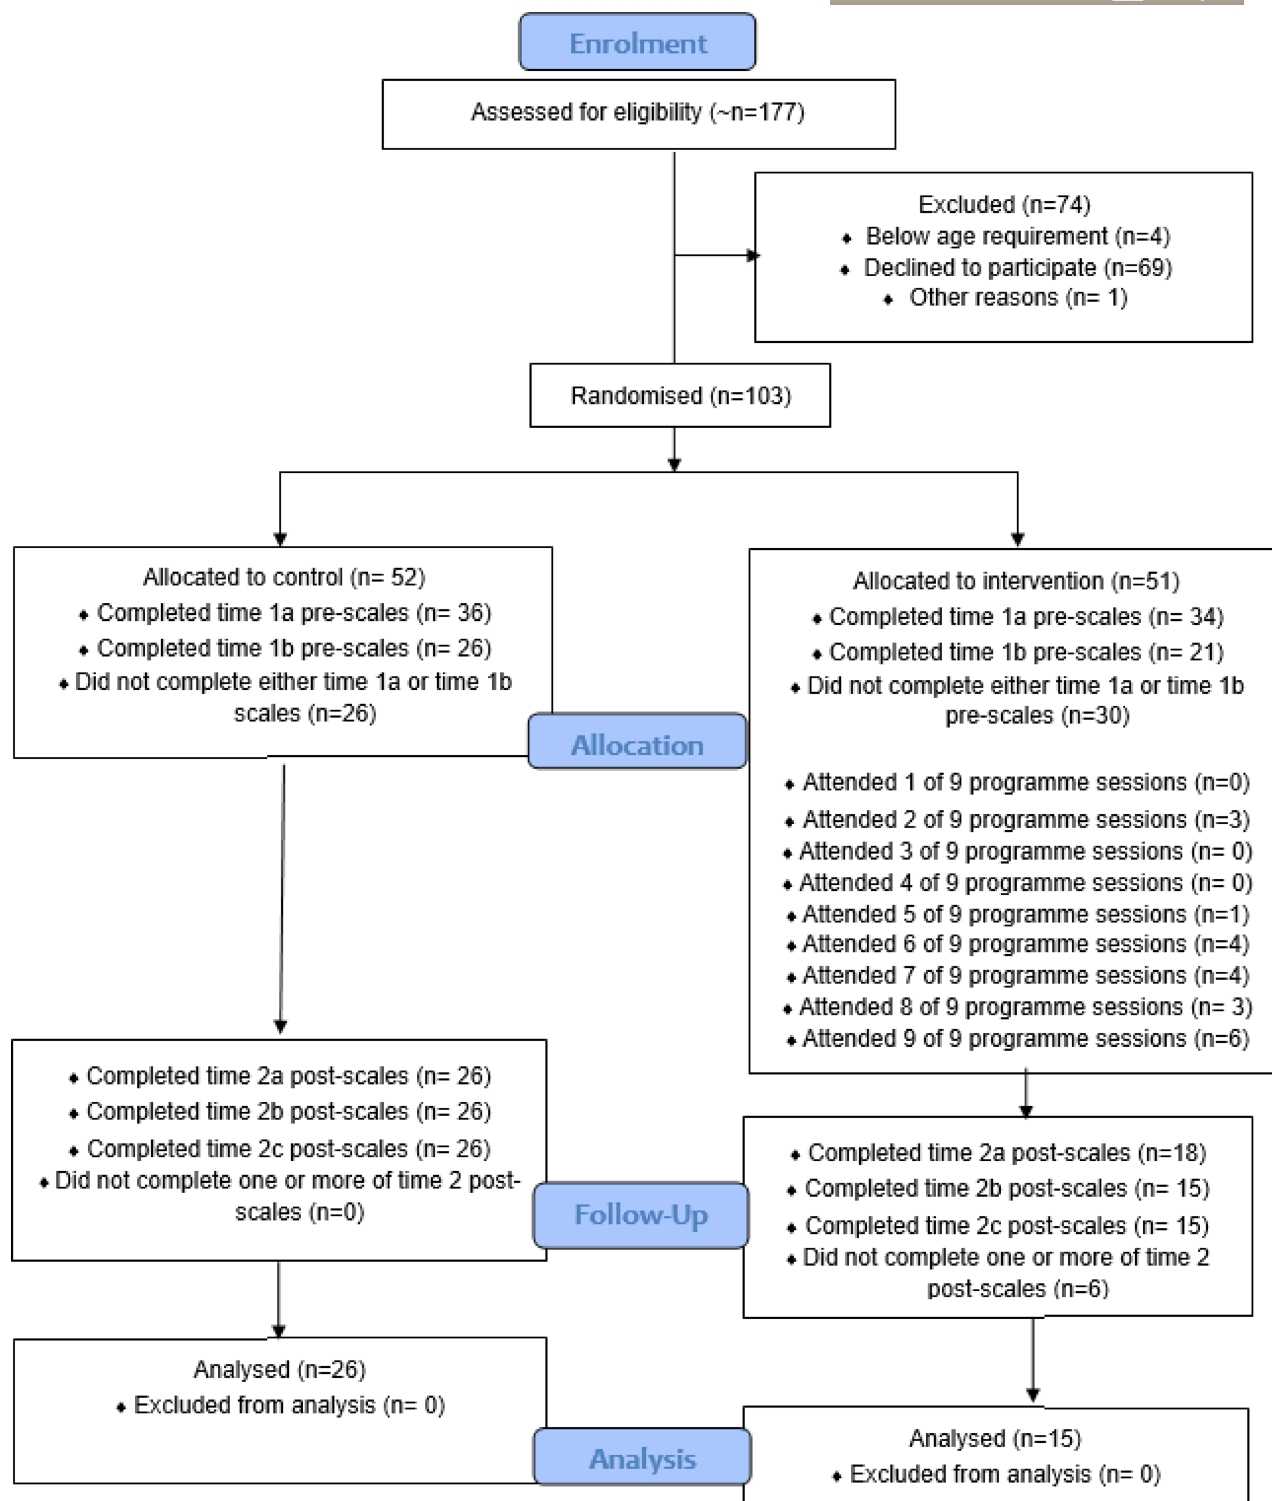 Enrolment
Assessed for eligibility (~n=177)
Excluded (n=74)
♦ Below age requirement (n=4)
♦ Declined to participate (n=69)
♦ Other reasons (n= 1)
Randomised (n=103)
Allocated to control (n= 52)
♦ Completed time 1a pre-scales (n= 36)
♦ Completed time 1b pre-scales (n= 26)
♦ Did not complete either time 1a or time 1b
scales (n=26)
Allocated to intervention (n=51)
♦ Completed time 1a pre-scales (n= 34)
♦ Completed time 1b pre-scales (n= 21)
♦ Did not complete either time 1a or time 1b
pre-scales (n=30)
Allocation
♦ Attended 1 of 9 programme sessions (n=0)
♦ Attended 2 of 9 programme sessions (n=3)
♦ Attended 3 of 9 programme sessions (n= 0)
♦ Attended 4 of 9 programme sessions (n= 0)
♦ Attended 5 of 9 programme sessions (n=1)
♦ Attended 6 of 9 programme sessions (n=4)
♦ Attended 7 of 9 programme sessions (n=4)
♦ Attended 8 of 9 programme sessions (n= 3)
♦ Attended 9 of 9 programme sessions (n=6)
♦ Completed time 2a post-scales (n= 26)
♦ Completed time 2b post-scales (n= 26)
♦ Completed time 2c post-scales (n= 26)
♦ Did not complete one or more of time 2 post-
scales (n=0)
Follow-Up
♦ Completed time 2a post-scales (n=18)
♦ Completed time 2b post-scales (n= 15)
♦ Completed time 2c post-scales (n= 15)
♦ Did not complete one or more of time 2
post-scales (n=6)
Analysed (n=26)
♦ Excluded from analysis (n= 0)
Analysis
Analysed (n=15)
♦ Excluded from analysis (n= 0)